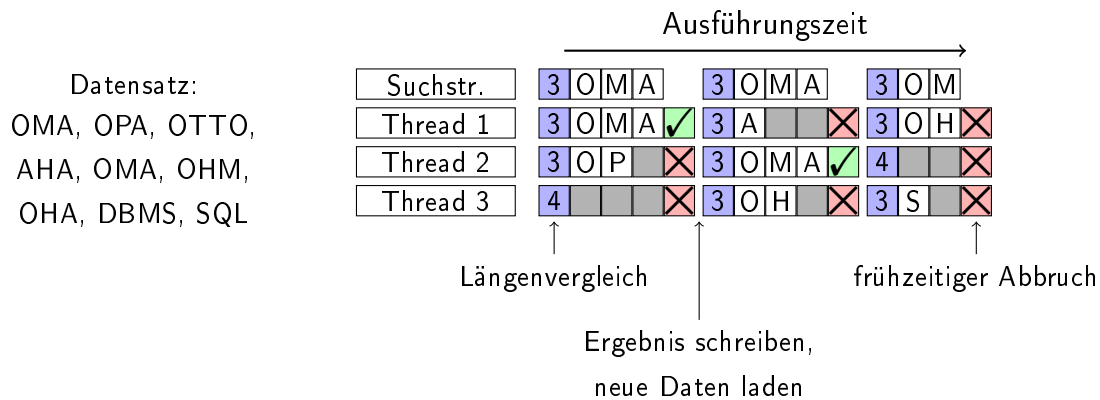 Ausführungszeit
Datensatz:
OMA, OPA, OTTO,
AHA, OMA, OHM,
OHA, DBMS, SQL
Suchstr. 3 O M A 3 O M A 3 O M
Thread 1 3 O M A ✓ 3 A ✗ 3 O H ✗
Thread 2 3 O P ✗ 3 O M A ✓ 4 ✗
Thread 3 4 ✗ 3 O H ✗ 3 S ✗
Längenvergleich
frühzeitiger Abbruch
Ergebnis schreiben,
neue Daten laden